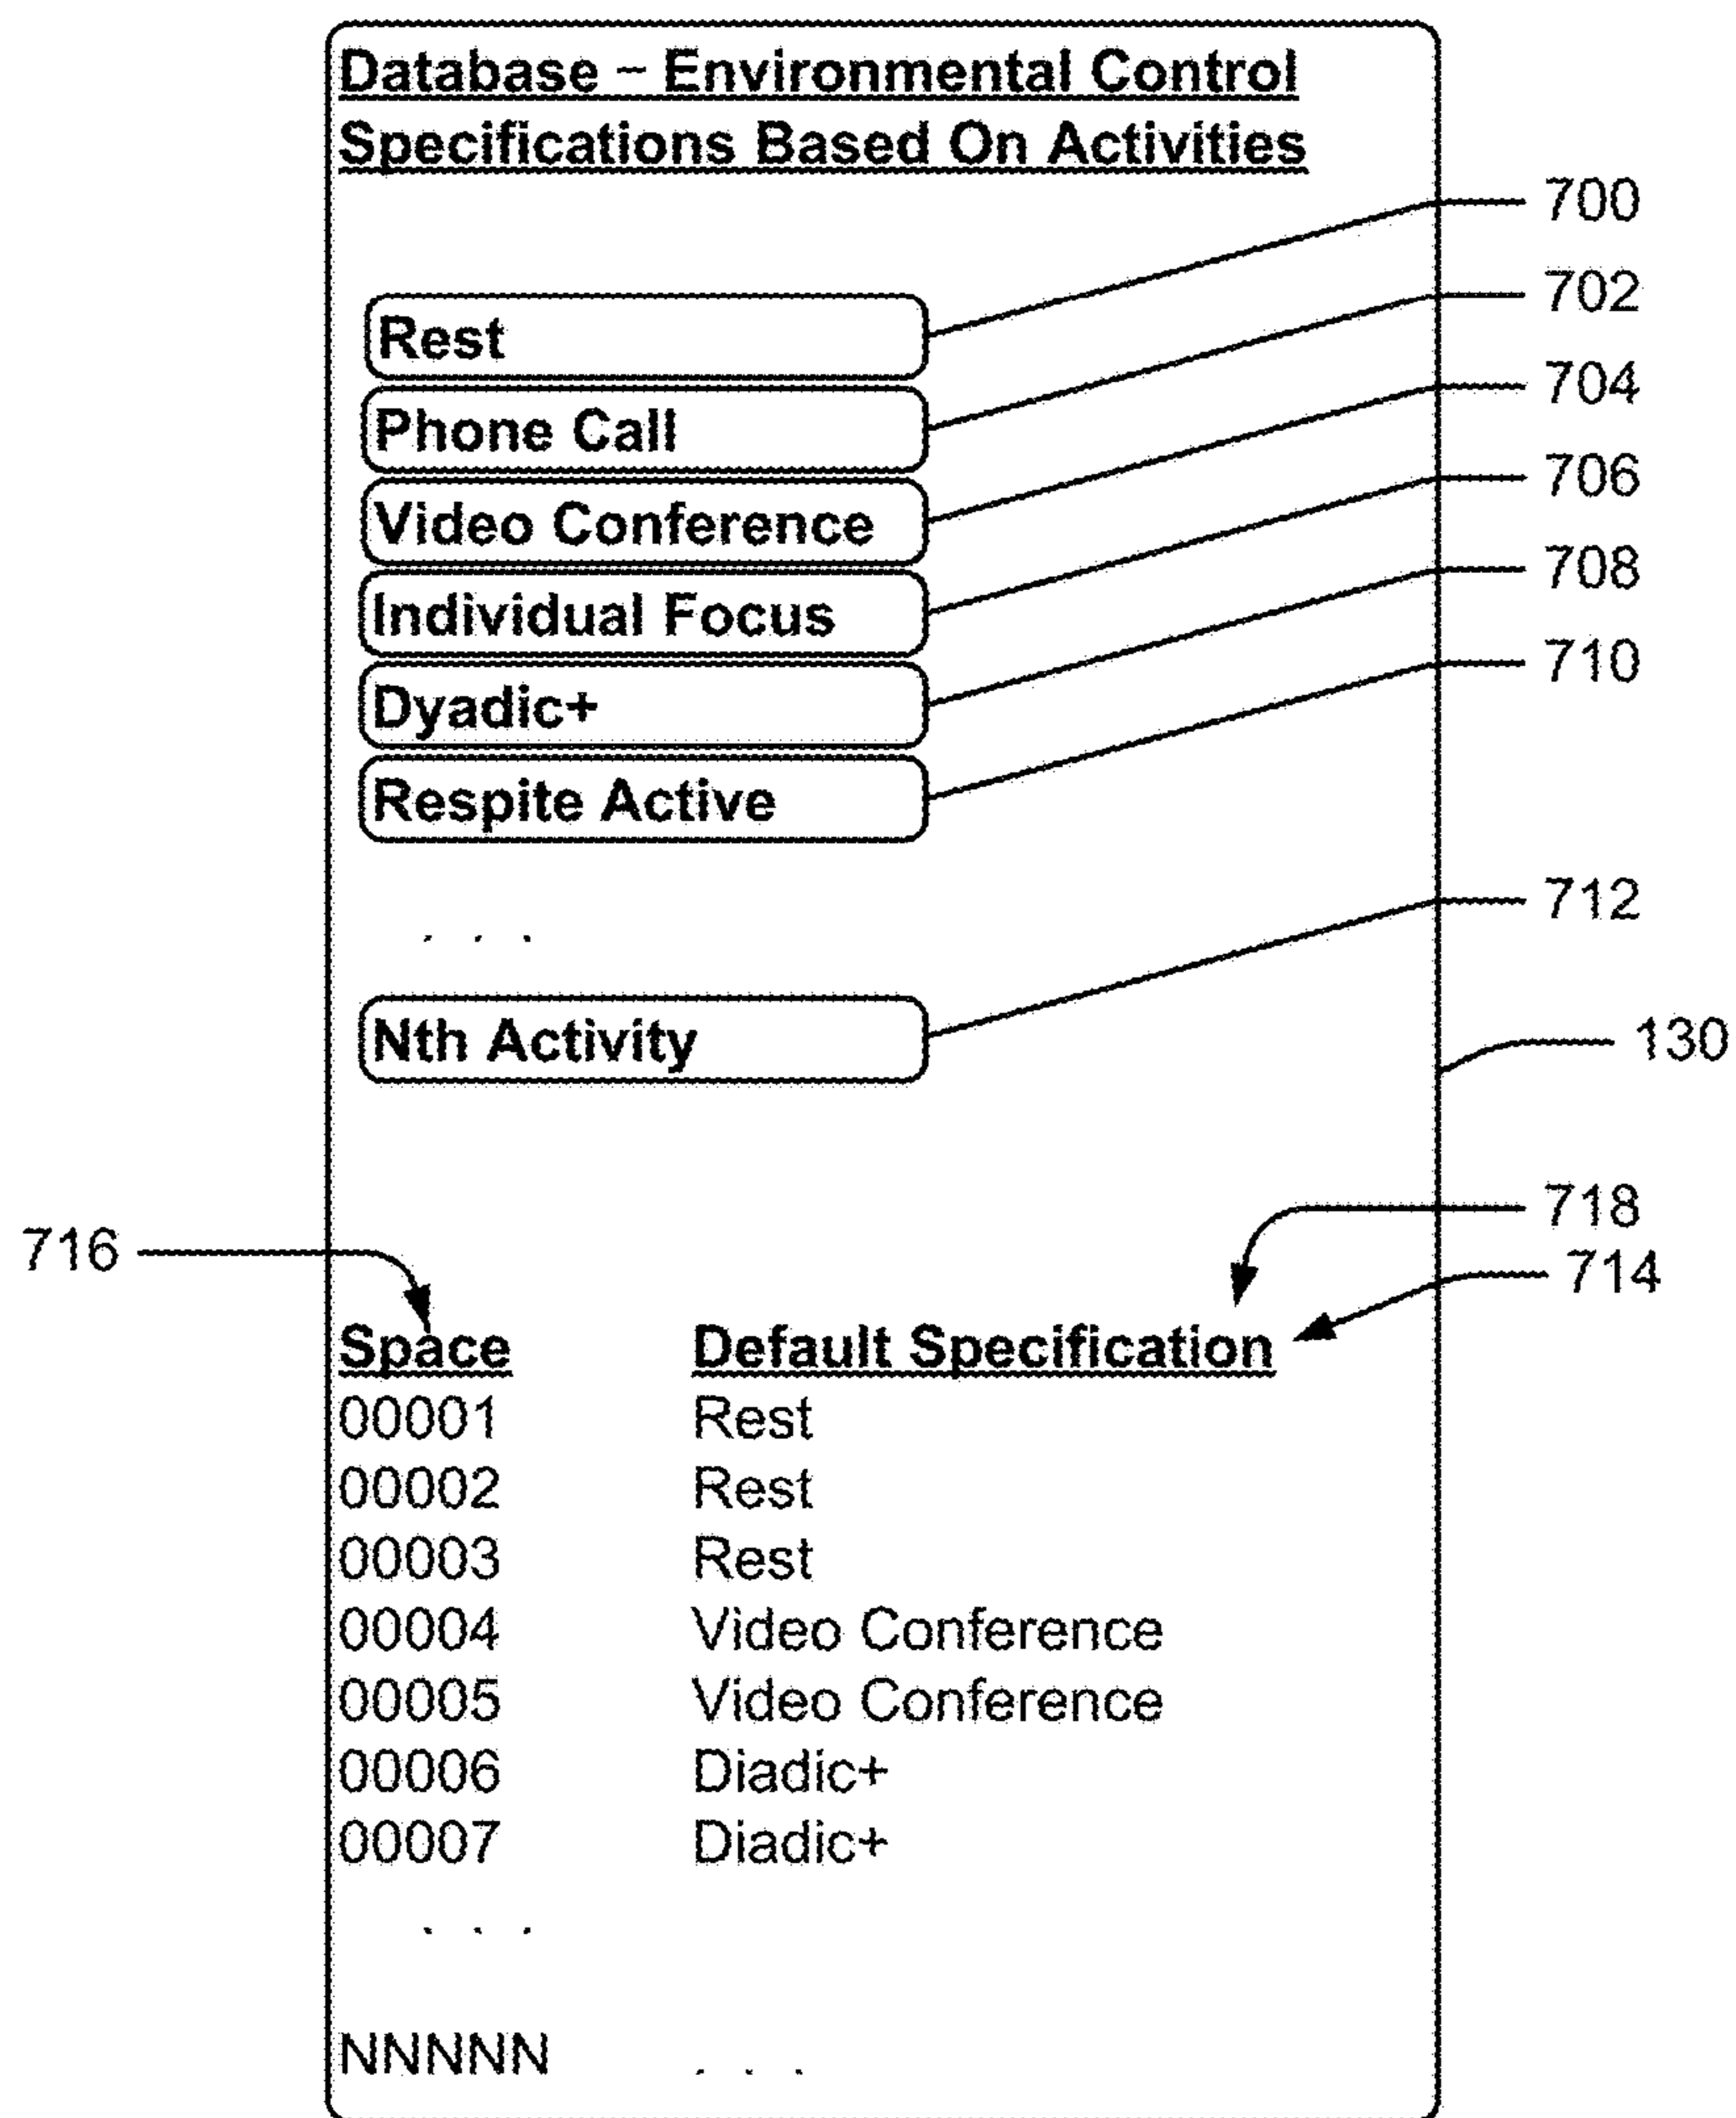 Database – Environmental Control
Specifications Based On Activities
700
702
Rest
704
Phone Call
706
Video Conference
708
Individual Focus
710
Dyadic+
Respite Active
712
. . .
Nth Activity
130
718
716
714
Space Default Specification
00001 Rest
00002 Rest
00003 Rest
00004 Video Conference
00005 Video Conference
00006 Diadic+
00007 Diadic+
. . .
NNNNN . . .